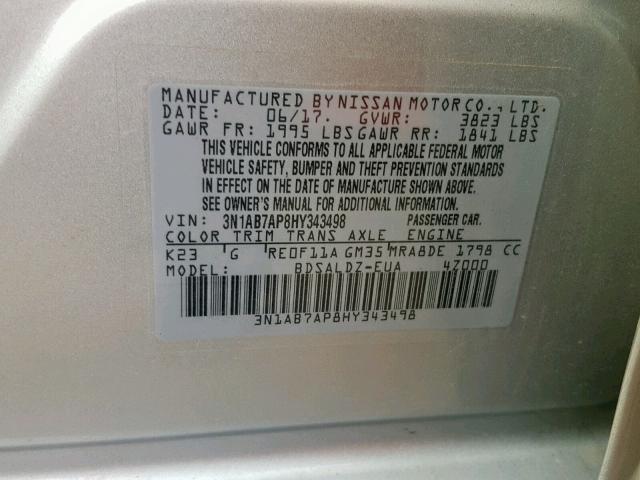 MANUFACTURED BY NISSAN MOTOR CO., LTD.
DATE: 06/17. GVWR: 3823 LBS
GAWR FR: 1995 LBS GAWR RR: 1841 LBS
THIS VEHICLE CONFORMS TO ALL APPLICABLE FEDERAL MOTOR
VEHICLE SAFETY, BUMPER AND THEFT PREVENTION STANDARDS
IN EFFECT ON THE DATE OF MANUFACTURE SHOWN ABOVE.
SEE OWNER'S MANUAL FOR ADDITIONAL INFORMATION.
VIN: 3N1AB7AP8HY343498 PASSENGER CAR.
COLOR TRIM TRANS AXLE ENGINE
K23 G RE0F11A GM35 MRA8DE 1798 CC
MODEL: BDSALDZ-EUA 4Z000
3N1AB7AP8HY343498